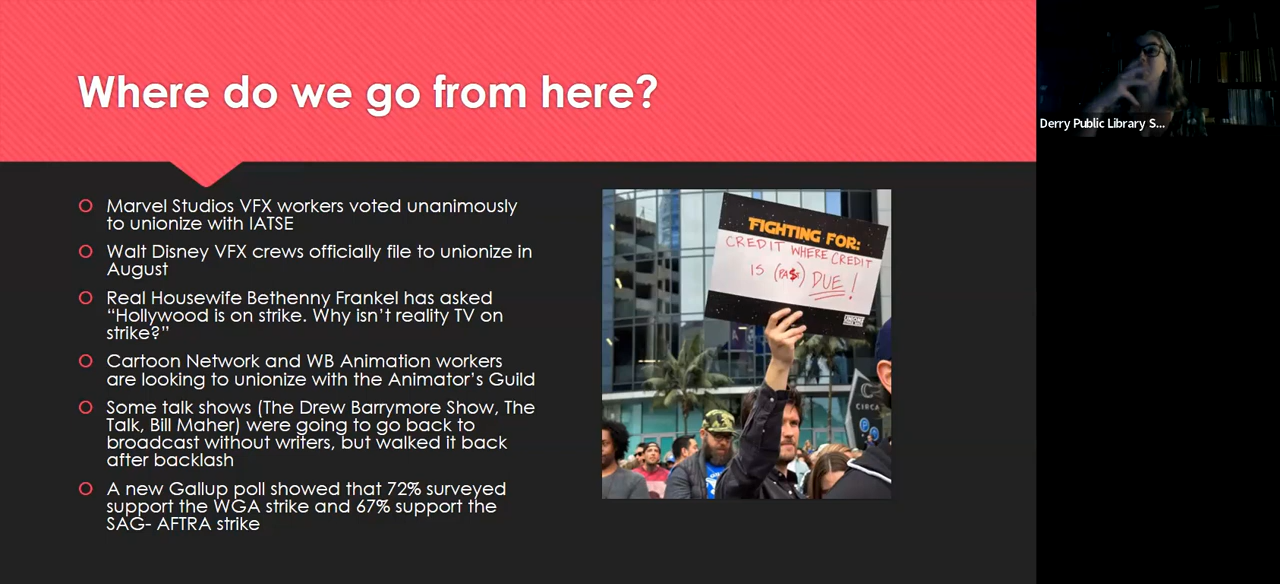 Where do we go from here?
Marvel Studios VFX workers voted unanimously
to unionize with IATSE
Walt Disney VFX crews officially file to unionize in
August
Real Housewife Bethenny Frankel has asked
“Hollywood is on strike. Why isn’t reality TV on
strike?”
Cartoon Network and WB Animation workers
are looking to unionize with the Animator’s Guild
Some talk shows (The Drew Barrymore Show, The
Talk, Bill Maher) were going to go back to
broadcast without writers, but walked it back
after backlash
A new Gallup poll showed that 72% surveyed
support the WGA strike and 67% support the
SAG- AFTRA strike
FIGHTING FOR:
CREDIT WHERE CREDIT
IS (PA$T) DUE!
CIRCA
P
Derry Public Library S...